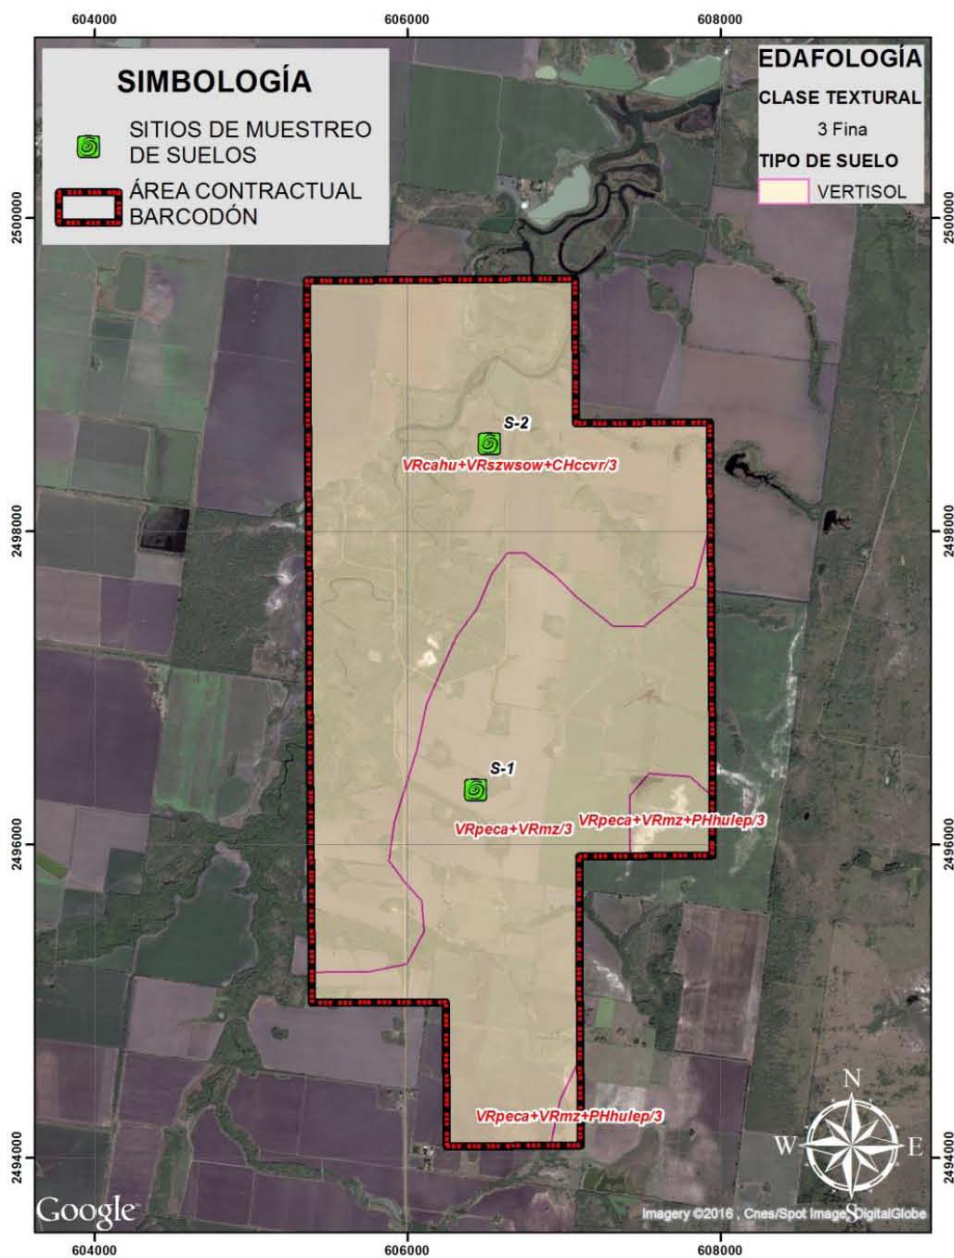 604000
606000
608000
SIMBOLOGÍA
SITIOS DE MUESTREO
DE SUELOS
ÁREA CONTRACTUAL
BARCODÓN
EDAFOLOGÍA
CLASE TEXTURAL
3 Fina
TIPO DE SUELO
VERTISOL
2500000
2500000
S-2
VRcahu+VRszwsow+CHccvr/3
2498000
2498000
S-1
VRpeca+VRmz/3
VRpeca+VRmz+PHhulep/3
2496000
2496000
VRpeca+VRmz+PHhulep/3
N
W
E
S
2494000
2494000
Google
Imagery ©2016 , Cnes/Spot Image, DigitalGlobe
604000
606000
608000